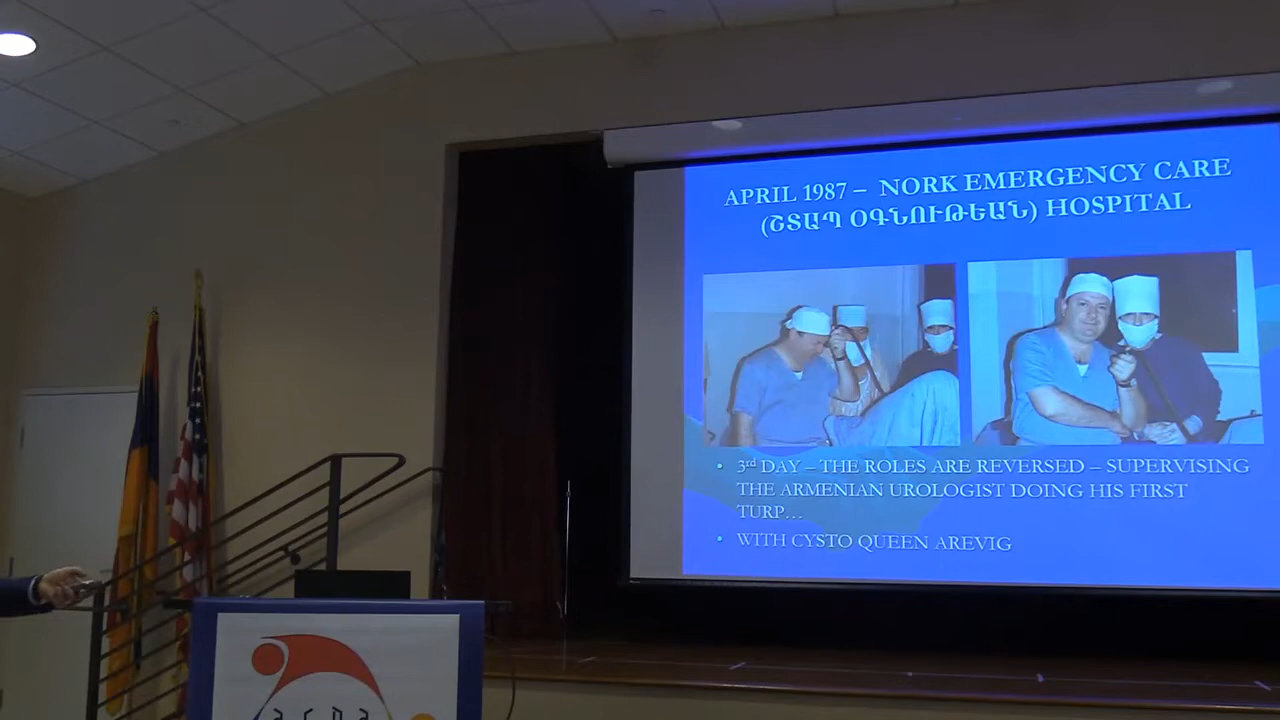 APRIL 1987 – NORK EMERGENCY CARE
(ՇՏԱՊ ՕԳՆՈՒԹԵԱՆ) HOSPITAL
• 3rd DAY – THE ROLES ARE REVERSED – SUPERVISING
THE ARMENIAN UROLOGIST DOING HIS FIRST
TURP…
• WITH CYSTO QUEEN AREVIG